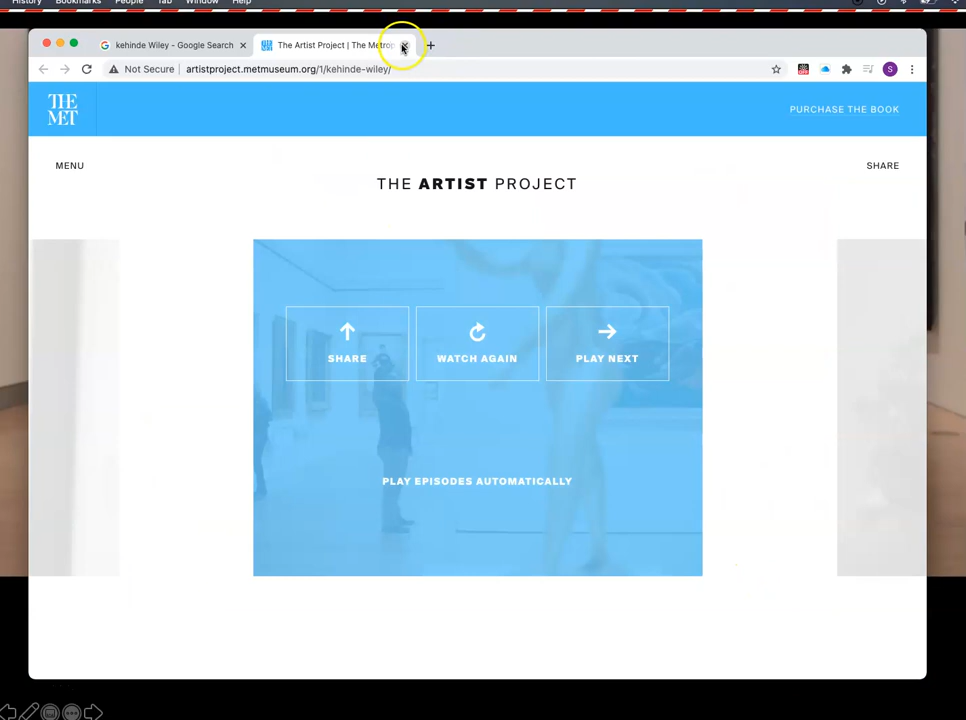 History Bookmarks People Tab Window Help
kehinde Wiley - Google Search
The Artist Project | The Metrop
Not Secure artistproject.metmuseum.org/1/kehinde-wiley/
OFF
S
THE
MET
PURCHASE THE BOOK
MENU
SHARE
THE ARTIST PROJECT
SHARE
WATCH AGAIN
PLAY NEXT
PLAY EPISODES AUTOMATICALLY